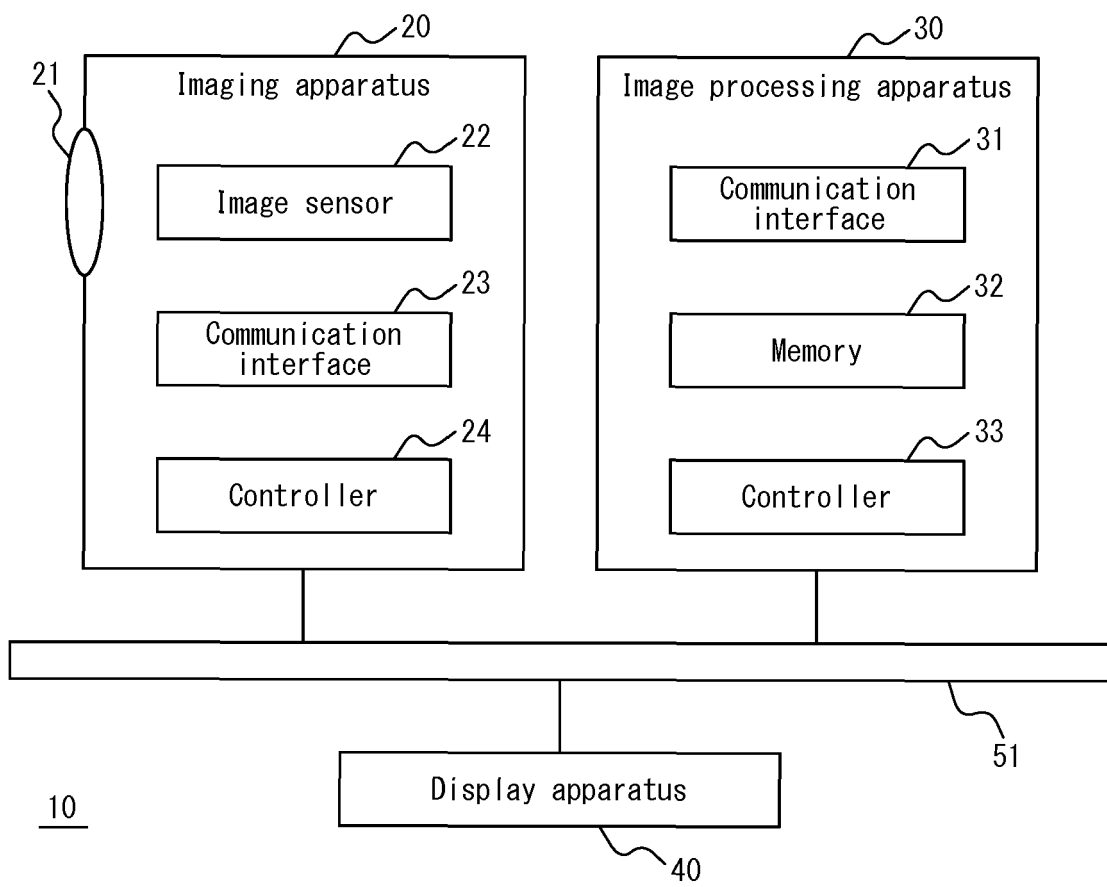 20
30
21
Imaging apparatus
Image processing apparatus
22
31
Image sensor
Communication
interface
23
32
Communication
interface
Memory
24
33
Controller
Controller
51
Display apparatus
10
40